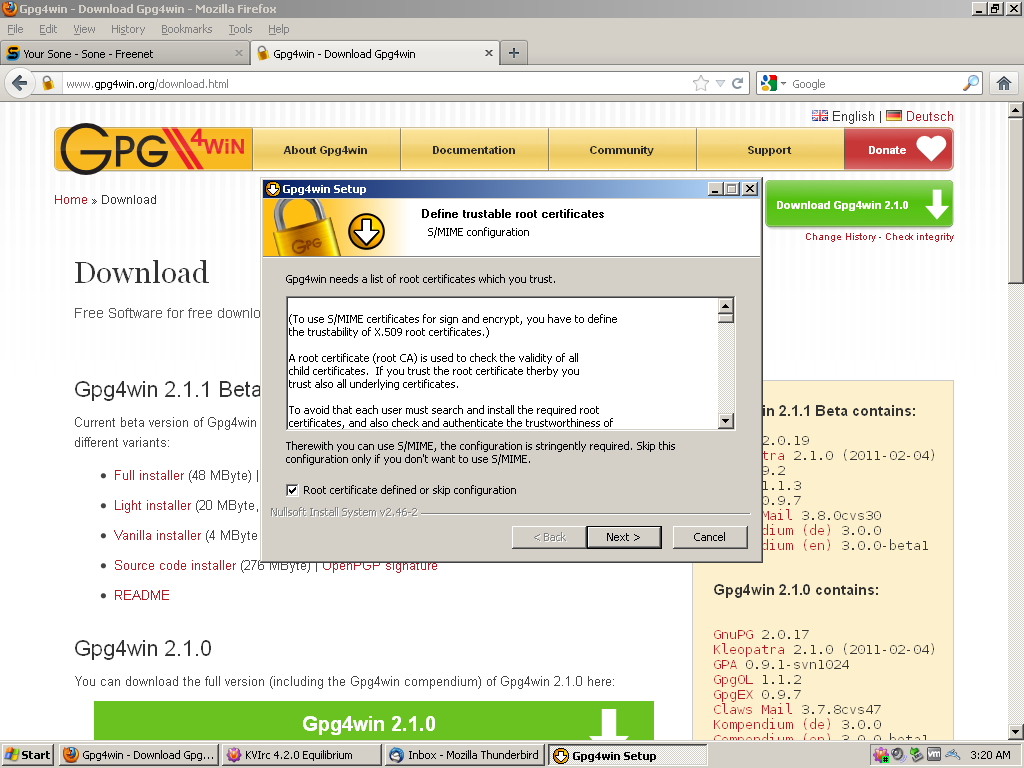 Gpg4win - Download Gpg4win - Mozilla Firefox
File Edit View History Bookmarks Tools Help
Your Sone - Sone - Freenet
Gpg4win - Download Gpg4win
www.gpg4win.org/download.html
Google
English | Deutsch
GPG4WIN
About Gpg4win
Documentation
Community
Support
Donate
Home » Download
Download Gpg4win 2.1.0
Change History - Check integrity
Download
Free Software for free downlo
Gpg4win 2.1.1 Beta
Current beta version of Gpg4win
different variants:
Full installer (48 MByte) |
Light installer (20 MByte,
Vanilla installer (4 MByte
Source code installer (276 MByte) | OpenPGP signature
README
Gpg4win 2.1.0
You can download the full version (including the Gpg4win compendium) of Gpg4win 2.1.0 here:
Gpg4win 2.1.0
Gpg4win Setup
GPG
Define trustable root certificates
S/MIME configuration
Gpg4win needs a list of root certificates which you trust.
(To use S/MIME certificates for sign and encrypt, you have to define
the trustability of X.509 root certificates.)
A root certificate (root CA) is used to check the validity of all
child certificates. If you trust the root certificate therby you
trust also all underlying certificates.
To avoid that each user must search and install the required root
certificates, and also check and authenticate the trustworthiness of
Therewith you can use S/MIME, the configuration is stringently required. Skip this
configuration only if you don't want to use S/MIME.
Root certificate defined or skip configuration
Nullsoft Install System v2.46-2
< Back
Next >
Cancel
in 2.1.1 Beta contains:
2.0.19
tra 2.1.0 (2011-02-04)
9.2
1.1.3
0.9.7
Mail 3.8.0cvs30
dium (de) 3.0.0
dium (en) 3.0.0-beta1
Gpg4win 2.1.0 contains:
GnuPG 2.0.17
Kleopatra 2.1.0 (2011-02-04)
GPA 0.9.1-svn1024
GpgOL 1.1.2
GpgEX 0.9.7
Claws Mail 3.7.8cvs47
Kompendium (de) 3.0.0
Kompendium (en) 3.0.0-beta1
Start
Gpg4win - Download Gpg...
KVIrc 4.2.0 Equilibrium
Inbox - Mozilla Thunderbird
Gpg4win Setup
3:20 AM